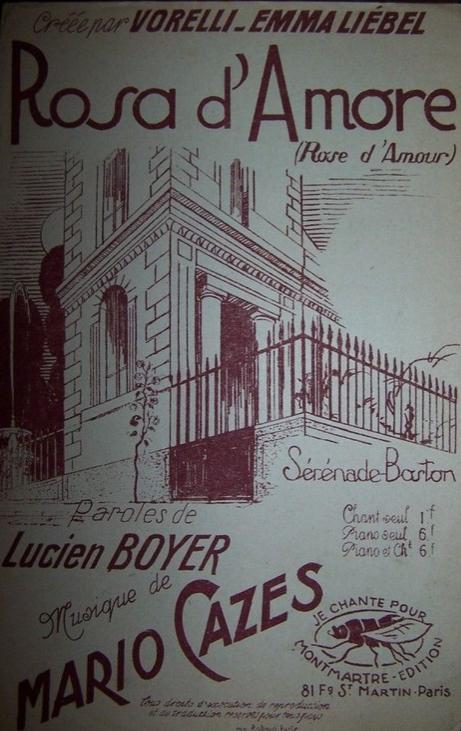 Créée par VORELLI - EMMA LIÉBEL
Rosa d'Amore
(Rose d'Amour)
Sérénade-Boston
Paroles de
Lucien BOYER
Chant seul 1f
Piano seul 6f
Piano et Cht 6f
Musique de
MARIO CAZES
JE CHANTE POUR
MONTMARTRE-EDITION
81 Fg St MARTIN-Paris
Tous droits d'exécution de reproduction
et de traduction réservés pour tous pays